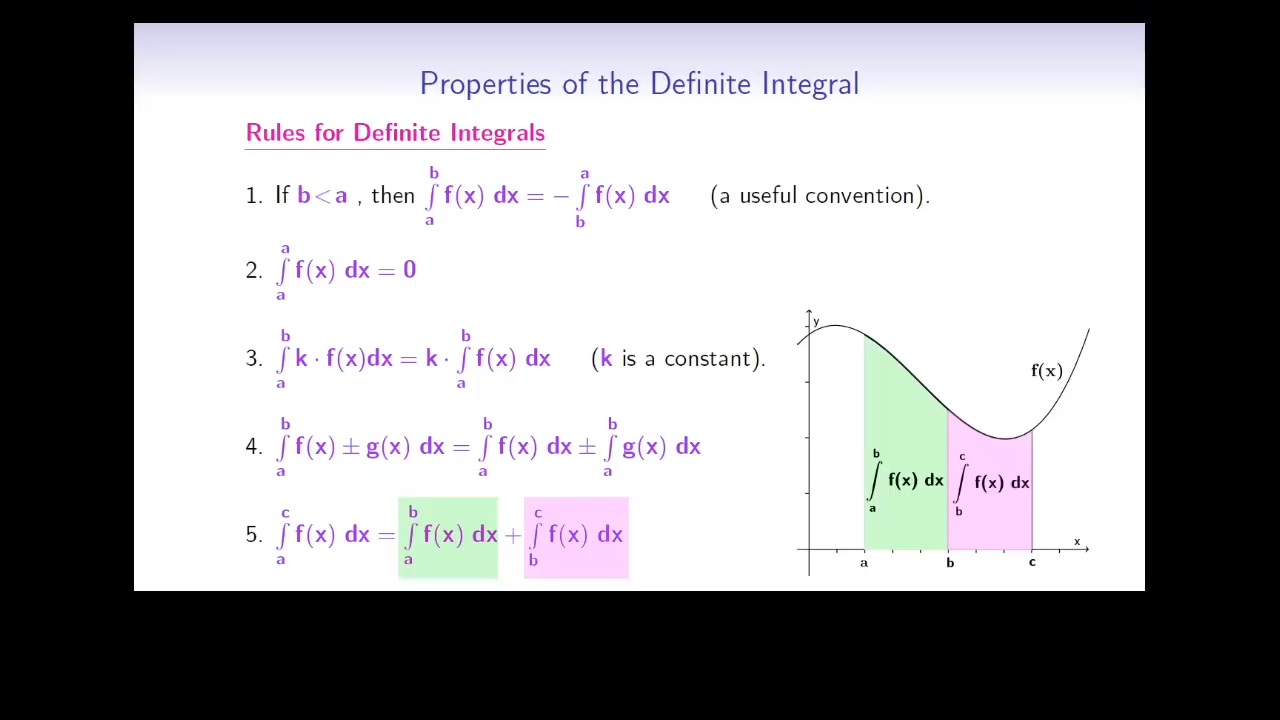 Properties of the Definite Integral
Rules for Definite Integrals
1. If b<a , then ∫_a^b f(x) dx = − ∫_b^a f(x) dx (a useful convention).
2. ∫_a^a f(x) dx = 0
3. ∫_a^b k · f(x)dx = k · ∫_a^b f(x) dx (k is a constant).
4. ∫_a^b f(x) ± g(x) dx = ∫_a^b f(x) dx ± ∫_a^b g(x) dx
5. ∫_a^c f(x) dx = ∫_a^b f(x) dx + ∫_b^c f(x) dx
y
f(x)
∫_a^b f(x) dx ∫_b^c f(x) dx
x
a b c